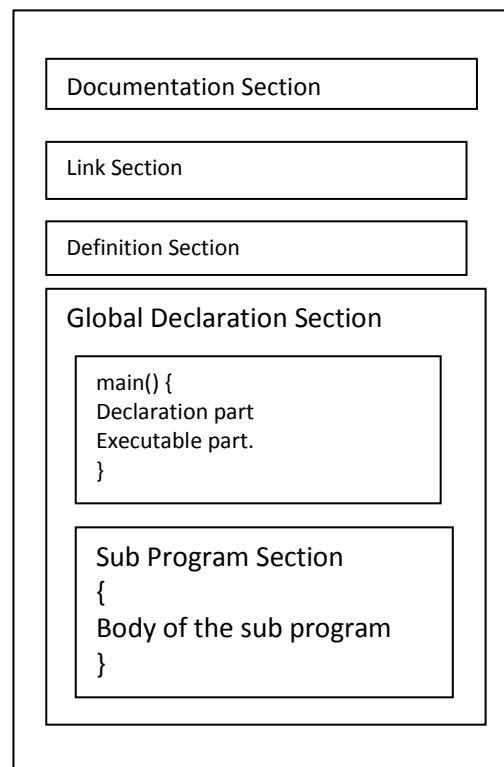 Documentation Section
Link Section
Definition Section
Global Declaration Section
main() {
Declaration part
Executable part.
}
Sub Program Section
{
Body of the sub program
}